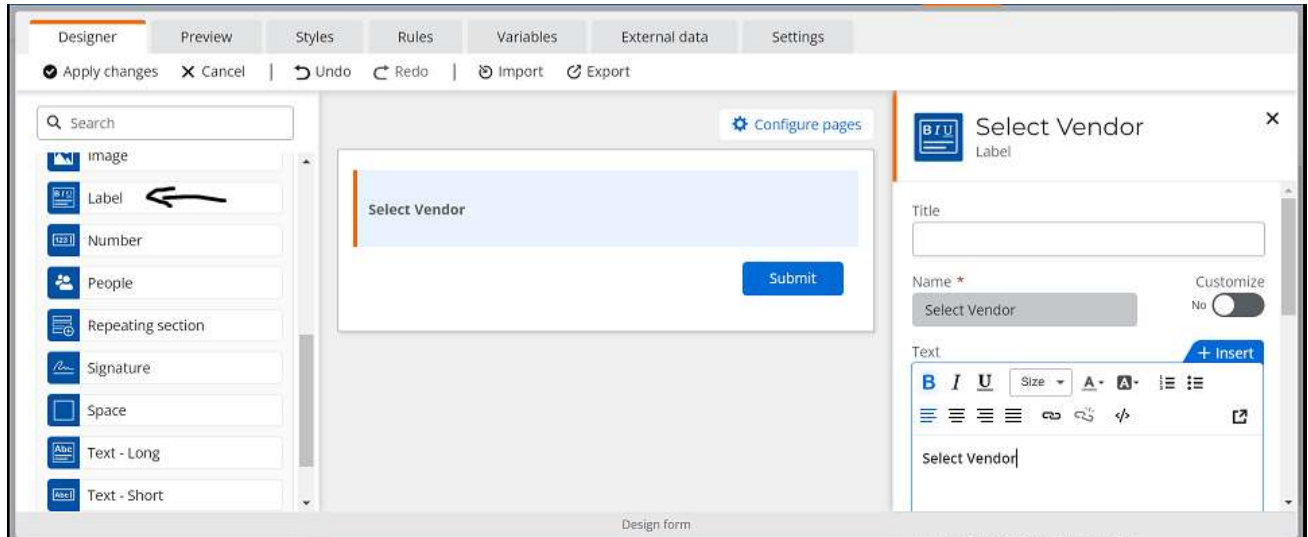 Designer Preview Styles Rules Variables External data Settings
Apply changes Cancel | Undo Redo | Import Export
Search
Image
Label
Number
People
Repeating section
Signature
Space
Text - Long
Text - Short
Configure pages
Select Vendor
Submit
Select Vendor
Label
Title
Name * Customize
Select Vendor No
Text + Insert
B I U Size A A
Select Vendor
Design form